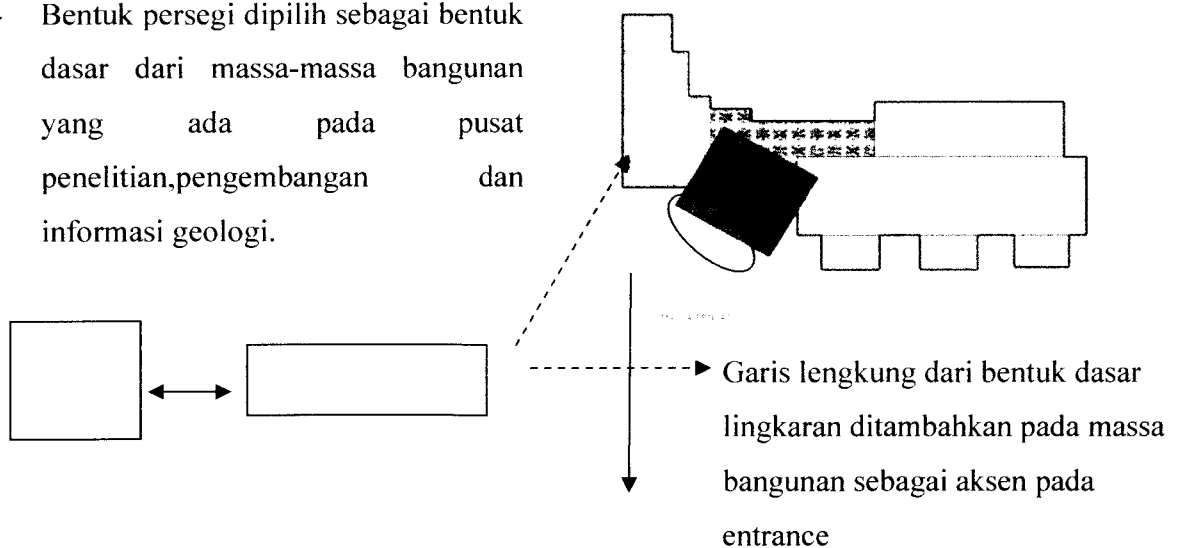 Bentuk persegi dipilih sebagai bentuk
dasar dari massa-massa bangunan
yang ada pada pusat
penelitian,pengembangan dan
informasi geologi.
Garis lengkung dari bentuk dasar
lingkaran ditambahkan pada massa
bangunan sebagai aksen pada
entrance